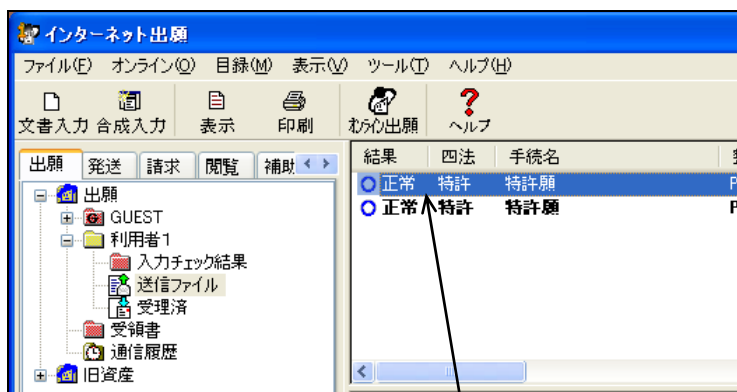 インターネット出願
ファイル(F) オンライン(O) 目録(M) 表示(V) ツール(T) ヘルプ(H)
文書入力 合成入力 表示 印刷 オンライン出願 ヘルプ
出願 発送 請求 閲覧 補助
出願
GUEST
利用者1
入力チェック結果
送信ファイル
受理済
受領書
通信履歴
旧資産
結果 四法 手続名
正常 特許 特許願 P
正常 特許 特許願 P